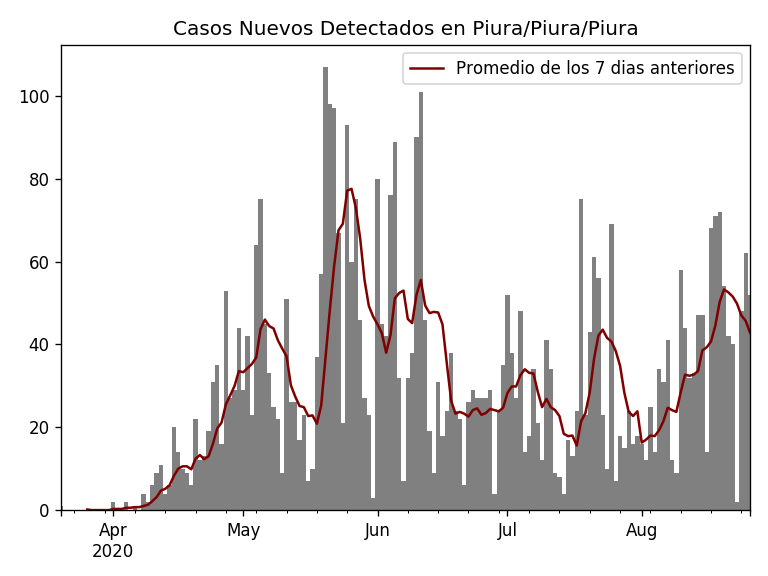 Casos Nuevos Detectados en Piura/Piura/Piura
Promedio de los 7 dias anteriores
100
80
60
40
20
0
Apr May Jun Jul Aug
2020